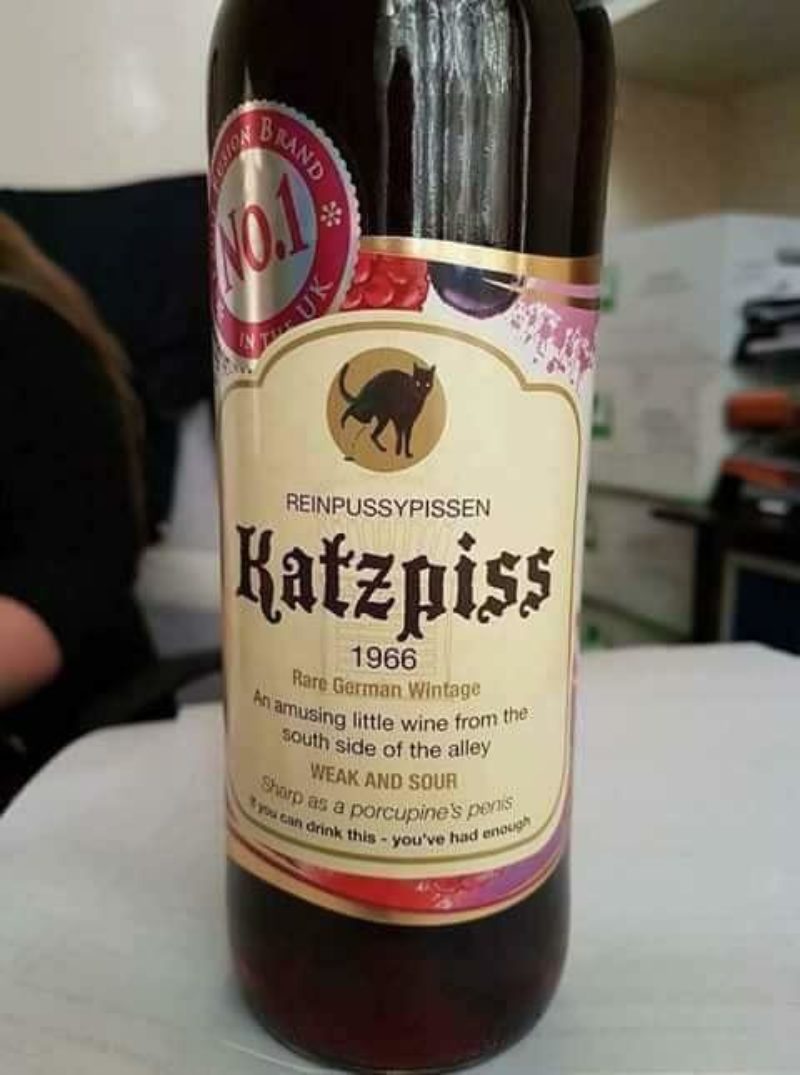 BRAND
NO.1
IN THE UK
REINPUSSYPISSEN
Katzpiss
1966
Rare German Wintage
An amusing little wine from the
south side of the alley
WEAK AND SOUR
Sharp as a porcupine's penis
If you can drink this - you've had enough